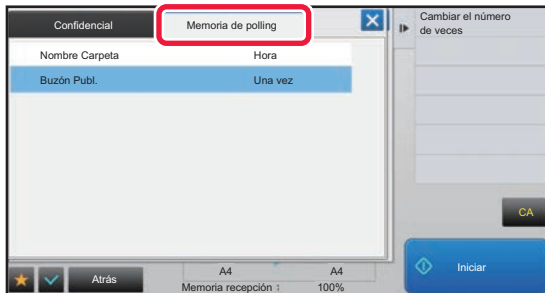 Confidencial
Memoria de polling
Nombre Carpeta
Hora
Buzón Publ.
Una vez
Cambiar el número
de veces
CA
Iniciar
Atrás
A4
A4
Memoria recepción :
100%